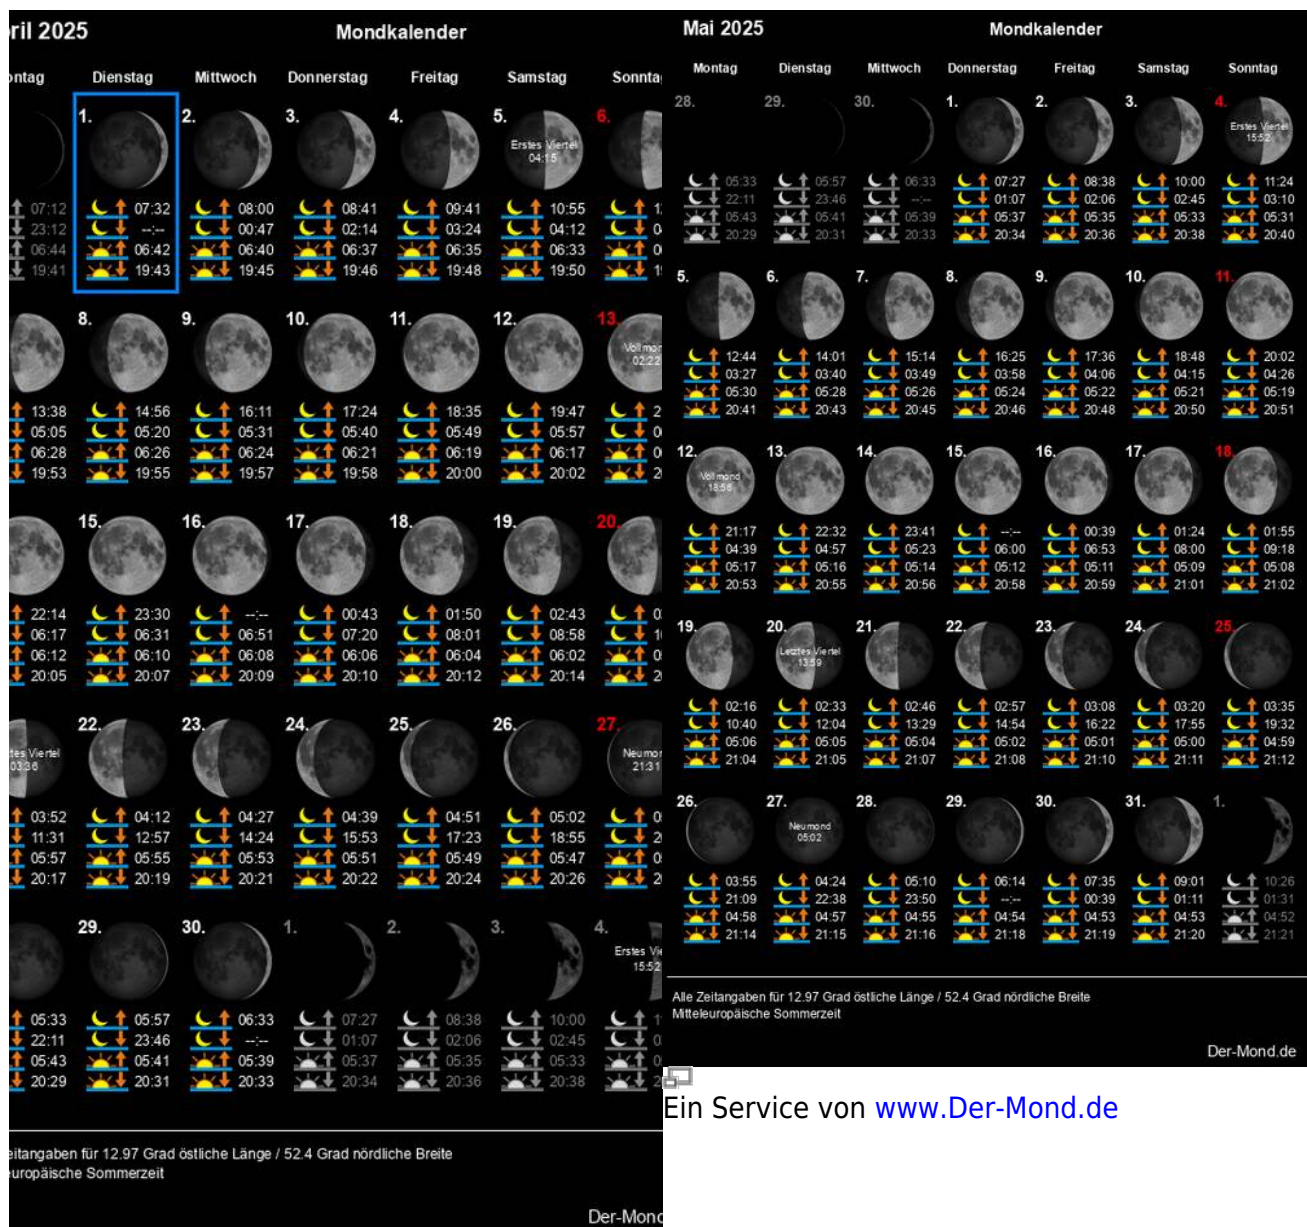 ril 2025 Mondkalender
ontag Dienstag Mittwoch Donnerstag Freitag Samstag Sonnta
1. 2. 3. 4. 5. 6.
Erstes Viertel
04:15
07:12 07:32 08:00 08:41 09:41 10:55 1
23:12 --:-- 00:47 02:14 03:24 04:12 0
06:44 06:42 06:40 06:37 06:35 06:33 0
19:41 19:43 19:45 19:46 19:48 19:50 1
8. 9. 10. 11. 12. 13.
Vollmond
02:22
13:38 14:56 16:11 17:24 18:35 19:47 2
05:05 05:20 05:31 05:40 05:49 05:57 0
06:28 06:26 06:24 06:21 06:19 06:17 0
19:53 19:55 19:57 19:58 20:00 20:02 2
15. 16. 17. 18. 19. 20.
22:14 23:30 --:-- 00:43 01:50 02:43 0
06:17 06:31 06:51 07:20 08:01 08:58 1
06:12 06:10 06:08 06:06 06:04 06:02 0
20:05 20:07 20:09 20:10 20:12 20:14 2
22. 23. 24. 25. 26. 27.
tes Viertel Neumon
03:36 21:31
03:52 04:12 04:27 04:39 04:51 05:02 0
11:31 12:57 14:24 15:53 17:23 18:55 2
05:57 05:55 05:53 05:51 05:49 05:47 0
20:17 20:19 20:21 20:22 20:24 20:26 2
29. 30. 1. 2. 3. 4.
Erstes Vie
15:52
05:33 05:57 06:33 07:27 08:38 10:00 1
22:11 23:46 --:-- 01:07 02:06 02:45 0
05:43 05:41 05:39 05:37 05:35 05:33 0
20:29 20:31 20:33 20:34 20:36 20:38 2
eitangaben für 12.97 Grad östliche Länge / 52.4 Grad nördliche Breite
europäische Sommerzeit
Der-Mond
Mai 2025 Mondkalender
Montag Dienstag Mittwoch Donnerstag Freitag Samstag Sonntag
28. 29. 30. 1. 2. 3. 4.
Erstes Viertel
15:52
05:33 05:57 06:33 07:27 08:38 10:00 11:24
22:11 23:46 --:-- 01:07 02:06 02:45 03:10
05:43 05:41 05:39 05:37 05:35 05:33 05:31
20:29 20:31 20:33 20:34 20:36 20:38 20:40
5. 6. 7. 8. 9. 10. 11.
12:44 14:01 15:14 16:25 17:36 18:48 20:02
03:27 03:40 03:49 03:58 04:06 04:15 04:26
05:30 05:28 05:26 05:24 05:22 05:21 05:19
20:41 20:43 20:45 20:46 20:48 20:50 20:51
12. 13. 14. 15. 16. 17. 18.
Vollmond
18:56
21:17 22:32 23:41 --:-- 00:39 01:24 01:55
04:39 04:57 05:23 06:00 06:53 08:00 09:18
05:17 05:16 05:14 05:12 05:11 05:09 05:08
20:53 20:55 20:56 20:58 20:59 21:01 21:02
19. 20. 21. 22. 23. 24. 25.
Letztes Viertel
13:59
02:16 02:33 02:46 02:57 03:08 03:20 03:35
10:40 12:04 13:29 14:54 16:22 17:55 19:32
05:06 05:05 05:04 05:02 05:01 05:00 04:59
21:04 21:05 21:07 21:08 21:10 21:11 21:12
26. 27. 28. 29. 30. 31. 1.
Neumond
05:02
03:55 04:24 05:10 06:14 07:35 09:01 10:26
21:09 22:38 23:50 --:-- 00:39 01:11 01:31
04:58 04:57 04:55 04:54 04:53 04:53 04:52
21:14 21:15 21:16 21:18 21:19 21:20 21:21
Alle Zeitangaben für 12.97 Grad östliche Länge / 52.4 Grad nördliche Breite
Mitteleuropäische Sommerzeit
Der-Mond.de
Ein Service von www.Der-Mond.de